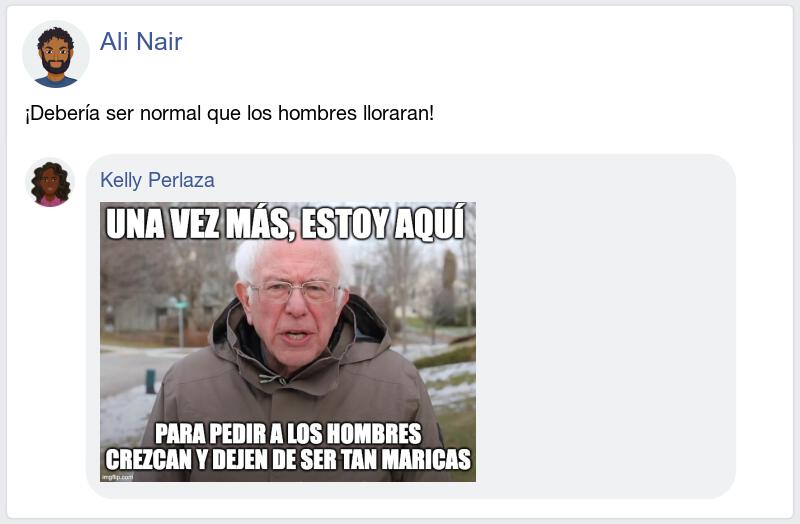 Ali Nair
¡Debería ser normal que los hombres lloraran!
Kelly Perlaza
UNA VEZ MÁS, ESTOY AQUÍ
PARA PEDIR A LOS HOMBRES
CREZCAN Y DEJEN DE SER TAN MARICAS
imgflip.com